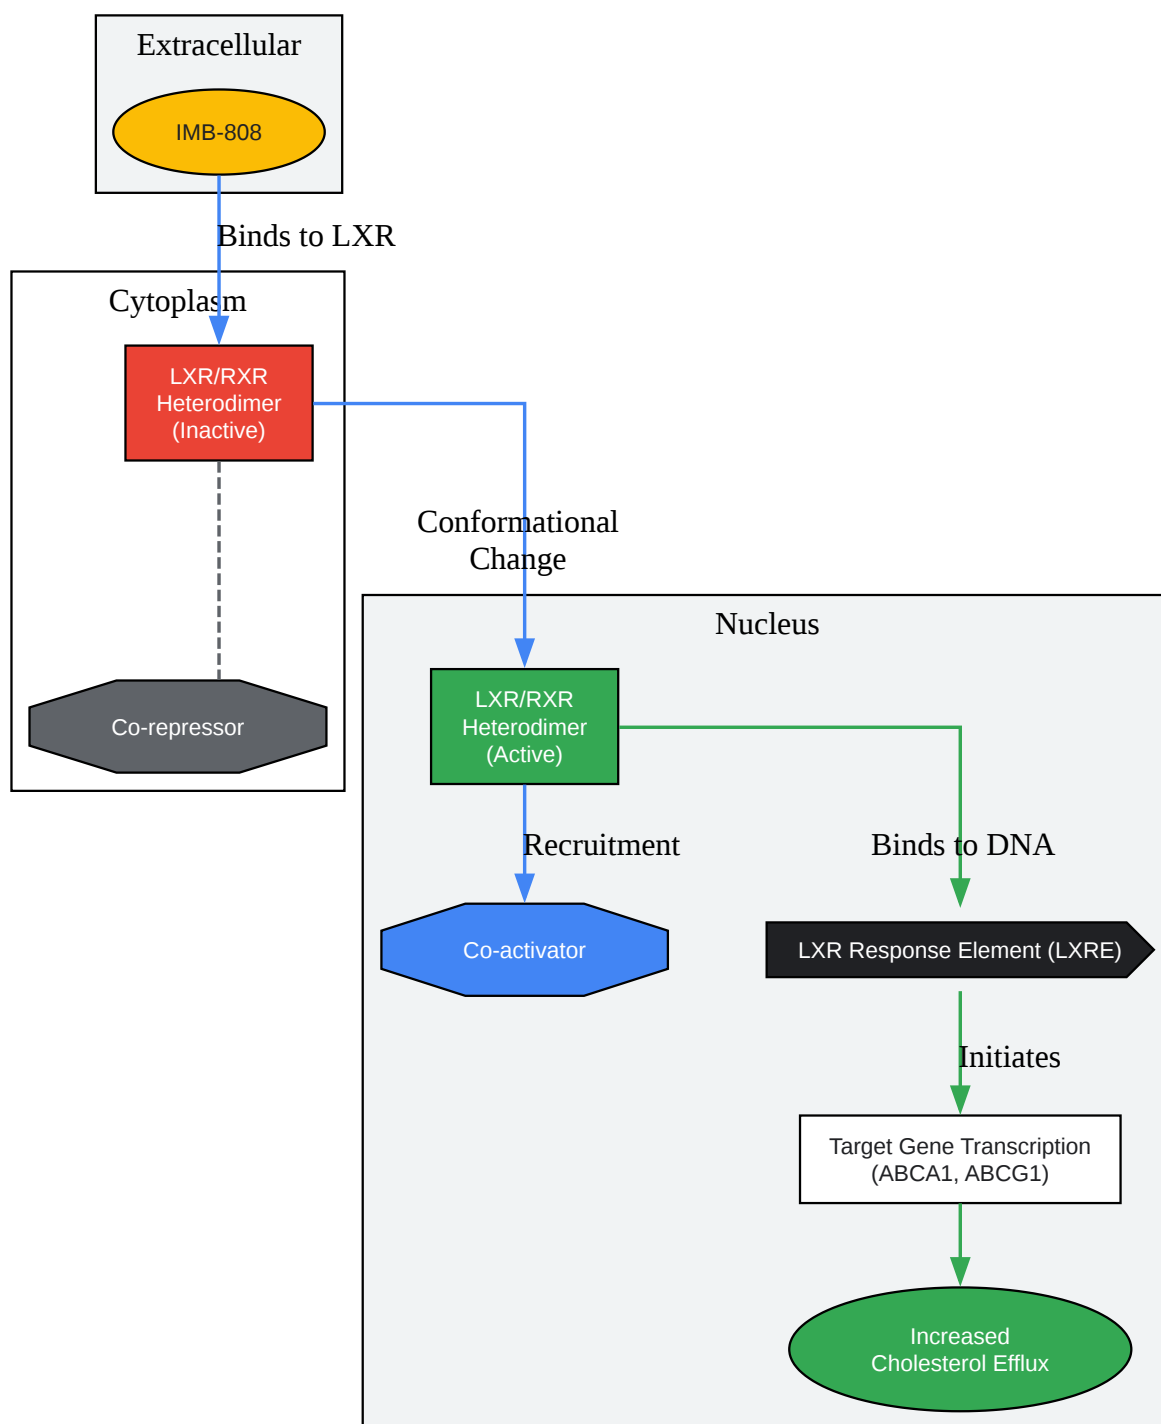 Extracellular
IMB-808
Binds to LXR
Cytoplasm
LXR/RXR
Heterodimer
(Inactive)
Conformational
Change
Nucleus
LXR/RXR
Heterodimer
(Active)
Co-repressor
Recruitment
Binds to DNA
Co-activator
LXR Response Element (LXRE)
Initiates
Target Gene Transcription
(ABCA1, ABCG1)
Increased
Cholesterol Efflux